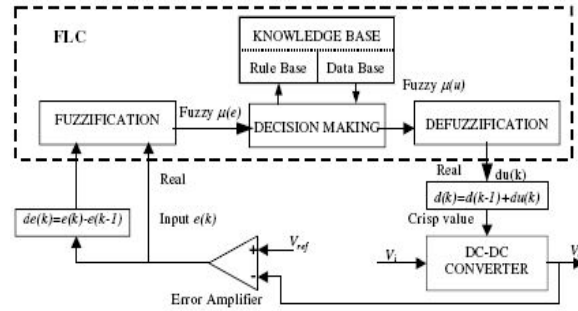 FLC
KNOWLEDGE BASE
Rule Base
Data Base
Fuzzy μ(u)
FUZZIFICATION
Fuzzy μ(e)
DECISION MAKING
DEFUZZIFICATION
Real
Real
du(k)
de(k)=e(k)-e(k-1)
d(k)=d(k-1)+du(k)
Input e(k)
Crisp value
+
Vref
-
Vi
DC-DC
CONVERTER
Error Amplifier